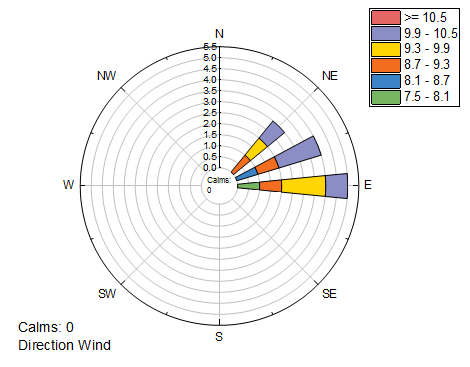 >= 10.5
9.9 - 10.5
9.3 - 9.9
8.7 - 9.3
8.1 - 8.7
7.5 - 8.1
N
NW
NE
5.5
5.0
4.5
4.0
3.5
3.0
2.5
2.0
1.5
1.0
0.5
0.0
Calms:
0
W
E
SW
SE
S
Calms: 0
Direction Wind